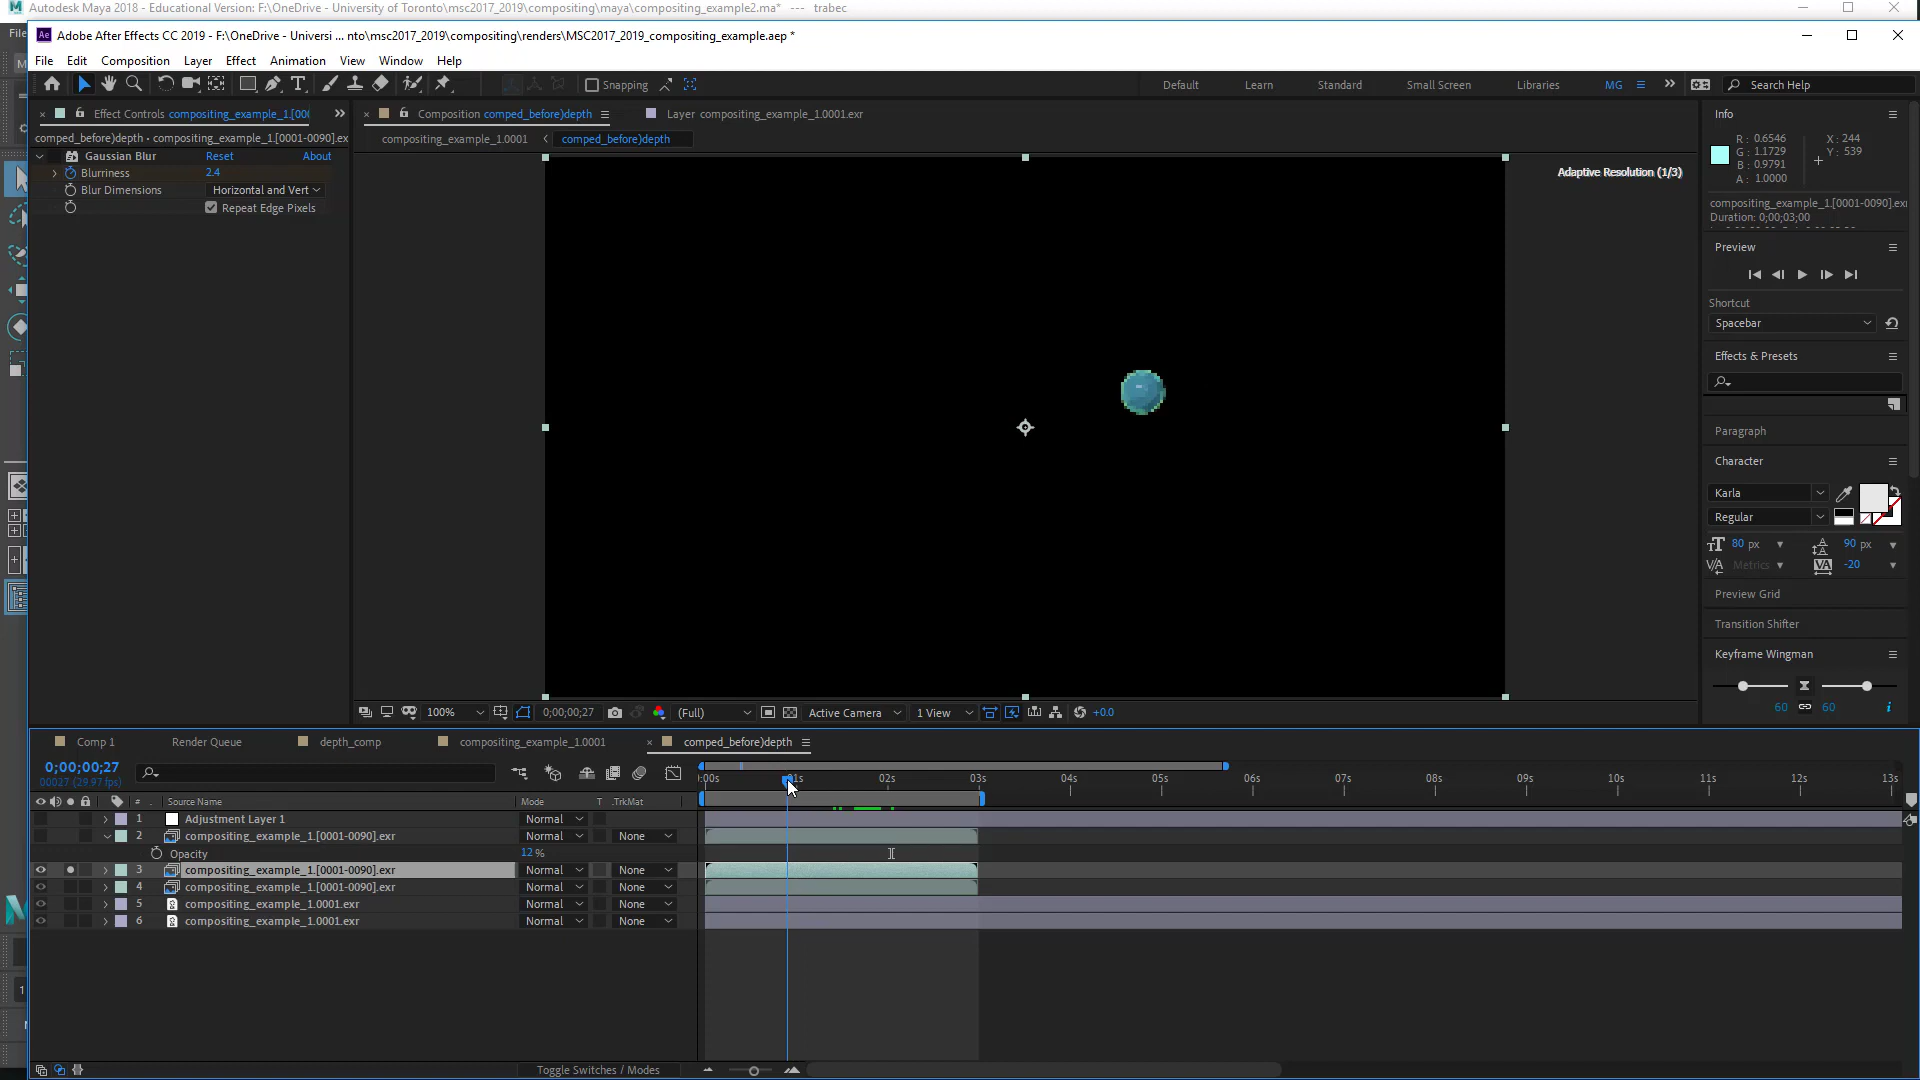 Autodesk Maya 2018 - Educational Version: F:\OneDrive - University of Toronto\msc2017_2019\compositing\maya\compositing_example2.ma* --- trabec
Adobe After Effects CC 2019 - F:\OneDrive - Universi ... nto\msc2017_2019\compositing\renders\MSC2017_2019_compositing_example.aep *
File Edit Composition Layer Effect Animation View Window Help
Snapping Default Learn Standard Small Screen Libraries MG Search Help
Effect Controls compositing_example_1.[000
Composition comped_before)depth
Layer compositing_example_1.0001.exr
Info
comped_before)depth • compositing_example_1.[0001-0090].ex
compositing_example_1.0001 comped_before)depth
Gaussian Blur Reset About
Blurriness 2.4
Blur Dimensions Horizontal and Vert
Repeat Edge Pixels
Adaptive Resolution (1/3)
R: 0.6546 X: 244
G: 1.1729 Y: 539
B: 0.9791
A: 1.0000
compositing_example_1.[0001-0090].exr
Duration: 0;00;03;00
Preview
Shortcut
Spacebar
Effects & Presets
Paragraph
Character
Karla
Regular
80 px 90 px
Metrics -20
Preview Grid
Transition Shifter
Keyframe Wingman
60 60
100% 0;00;00;27 (Full) Active Camera 1 View +0.0
Comp 1 Render Queue depth_comp compositing_example_1.0001 comped_before)depth
0;00;00;27
00027 (29.97 fps)
:00s 01s 02s 03s 04s 05s 06s 07s 08s 09s 10s 11s 12s 13s
# Source Name Mode T .TrkMat
1 Adjustment Layer 1 Normal
2 compositing_example_1.[0001-0090].exr Normal None
Opacity 12 %
3 compositing_example_1.[0001-0090].exr Normal None
4 compositing_example_1.[0001-0090].exr Normal None
5 compositing_example_1.0001.exr Normal None
6 compositing_example_1.0001.exr Normal None
Toggle Switches / Modes